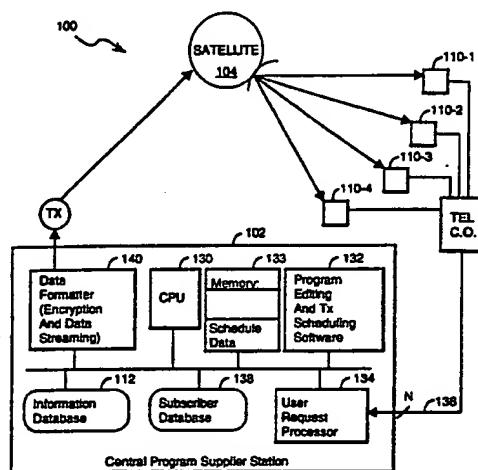 100
SATELLITE
104
110-1
110-2
110-3
110-4
TEL
C.O.
TX
102
140
130
133
132
Data
Formatter
(Encryption
And Data
Streaming)
CPU
Memory:
Schedule
Data
Program
Editing
And Tx
Scheduling
Software
112
138
134
N
136
Information
Database
Subscriber
Database
User
Request
Processor
Central Program Supplier Station